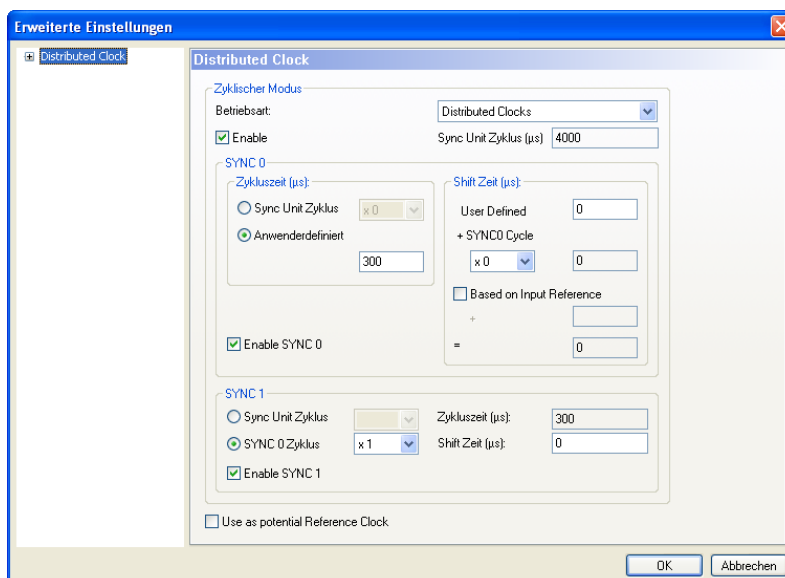 Erweiterte Einstellungen
Distributed Clock
Distributed Clock
Zyklischer Modus
Betriebsart:
Distributed Clocks
Enable
Sync Unit Zyklus (µs)
4000
SYNC 0
Zykluszeit (µs):
Sync Unit Zyklus
x 0
Anwenderdefiniert
300
Enable SYNC 0
Shift Zeit (µs):
User Defined
0
+ SYNC0 Cycle
x 0
0
Based on Input Reference
+
=
0
SYNC 1
Sync Unit Zyklus
Zykluszeit (µs):
300
SYNC 0 Zyklus
x 1
Shift Zeit (µs):
0
Enable SYNC 1
Use as potential Reference Clock
OK
Abbrechen